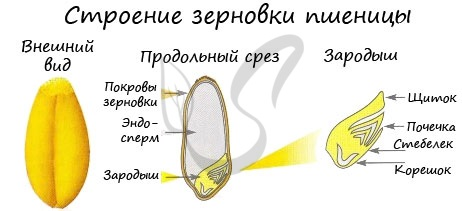 Строение зерновки пшеницы
Внешний
вид
Продольный срез
Зародыш
Покровы
зерновки
Эндо-
сперм
Зародыш
Щиток
Почечка
Стебелек
Корешок